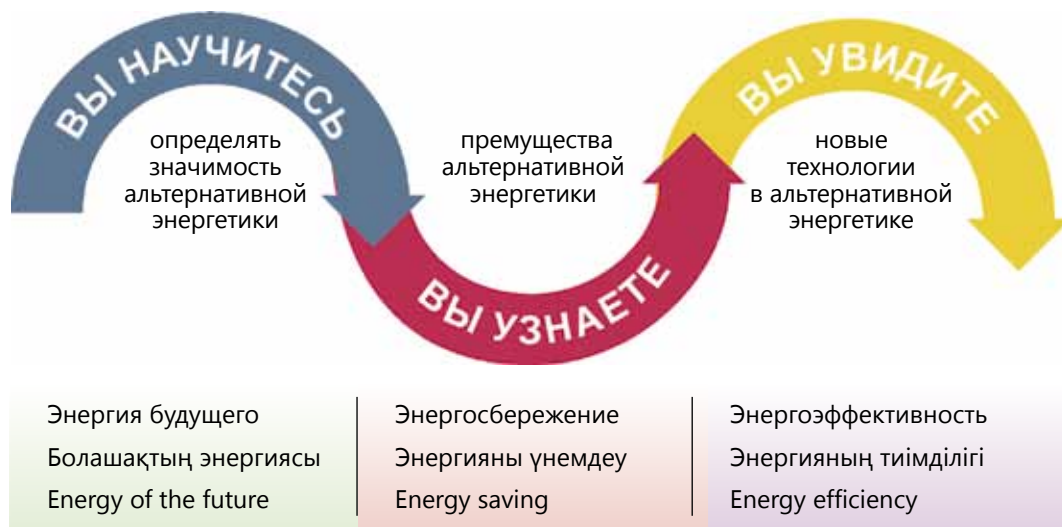 ВЫ НАУЧИТЕСЬ
определять
значимость
альтернативной
энергетики
ВЫ УЗНАЕТЕ
премущества
альтернативной
энергетики
ВЫ УВИДИТЕ
новые
технологии
в альтернативной
энергетике
Энергия будущего
Болашақтың энергиясы
Energy of the future
Энергосбережение
Энергияны үнемдеу
Energy saving
Энергоэффективность
Энергияның тиімділігі
Energy efficiency